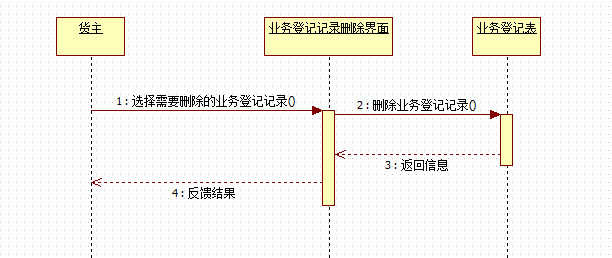 货主
业务登记记录删除界面
业务登记表
1 : 选择需要删除的业务登记记录()
2 : 删除业务登记记录()
3 : 返回信息
4 : 反馈结果